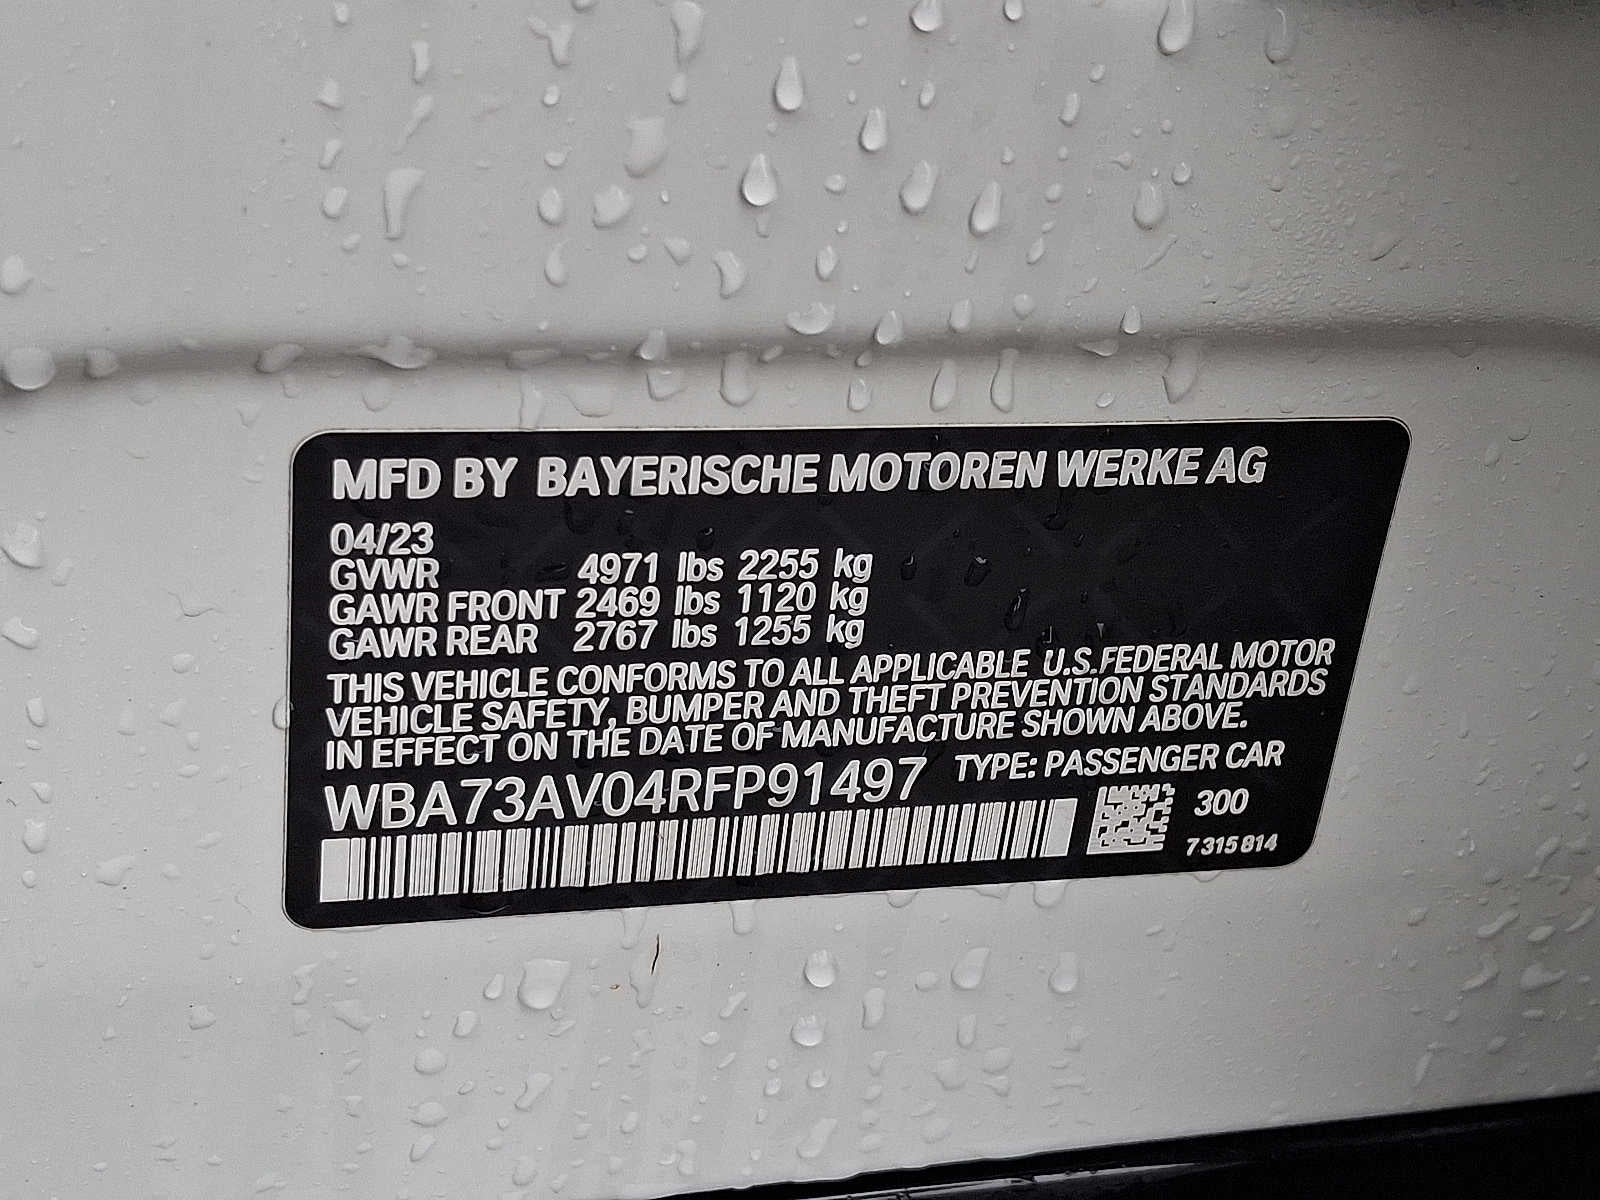 MFD BY BAYERISCHE MOTOREN WERKE AG
04/23
GVWR 4971 lbs 2255 kg
GAWR FRONT 2469 lbs 1120 kg
GAWR REAR 2767 lbs 1255 kg
THIS VEHICLE CONFORMS TO ALL APPLICABLE U.S.FEDERAL MOTOR
VEHICLE SAFETY, BUMPER AND THEFT PREVENTION STANDARDS
IN EFFECT ON THE DATE OF MANUFACTURE SHOWN ABOVE.
WBA73AV04RFP91497 TYPE: PASSENGER CAR
300
7315814